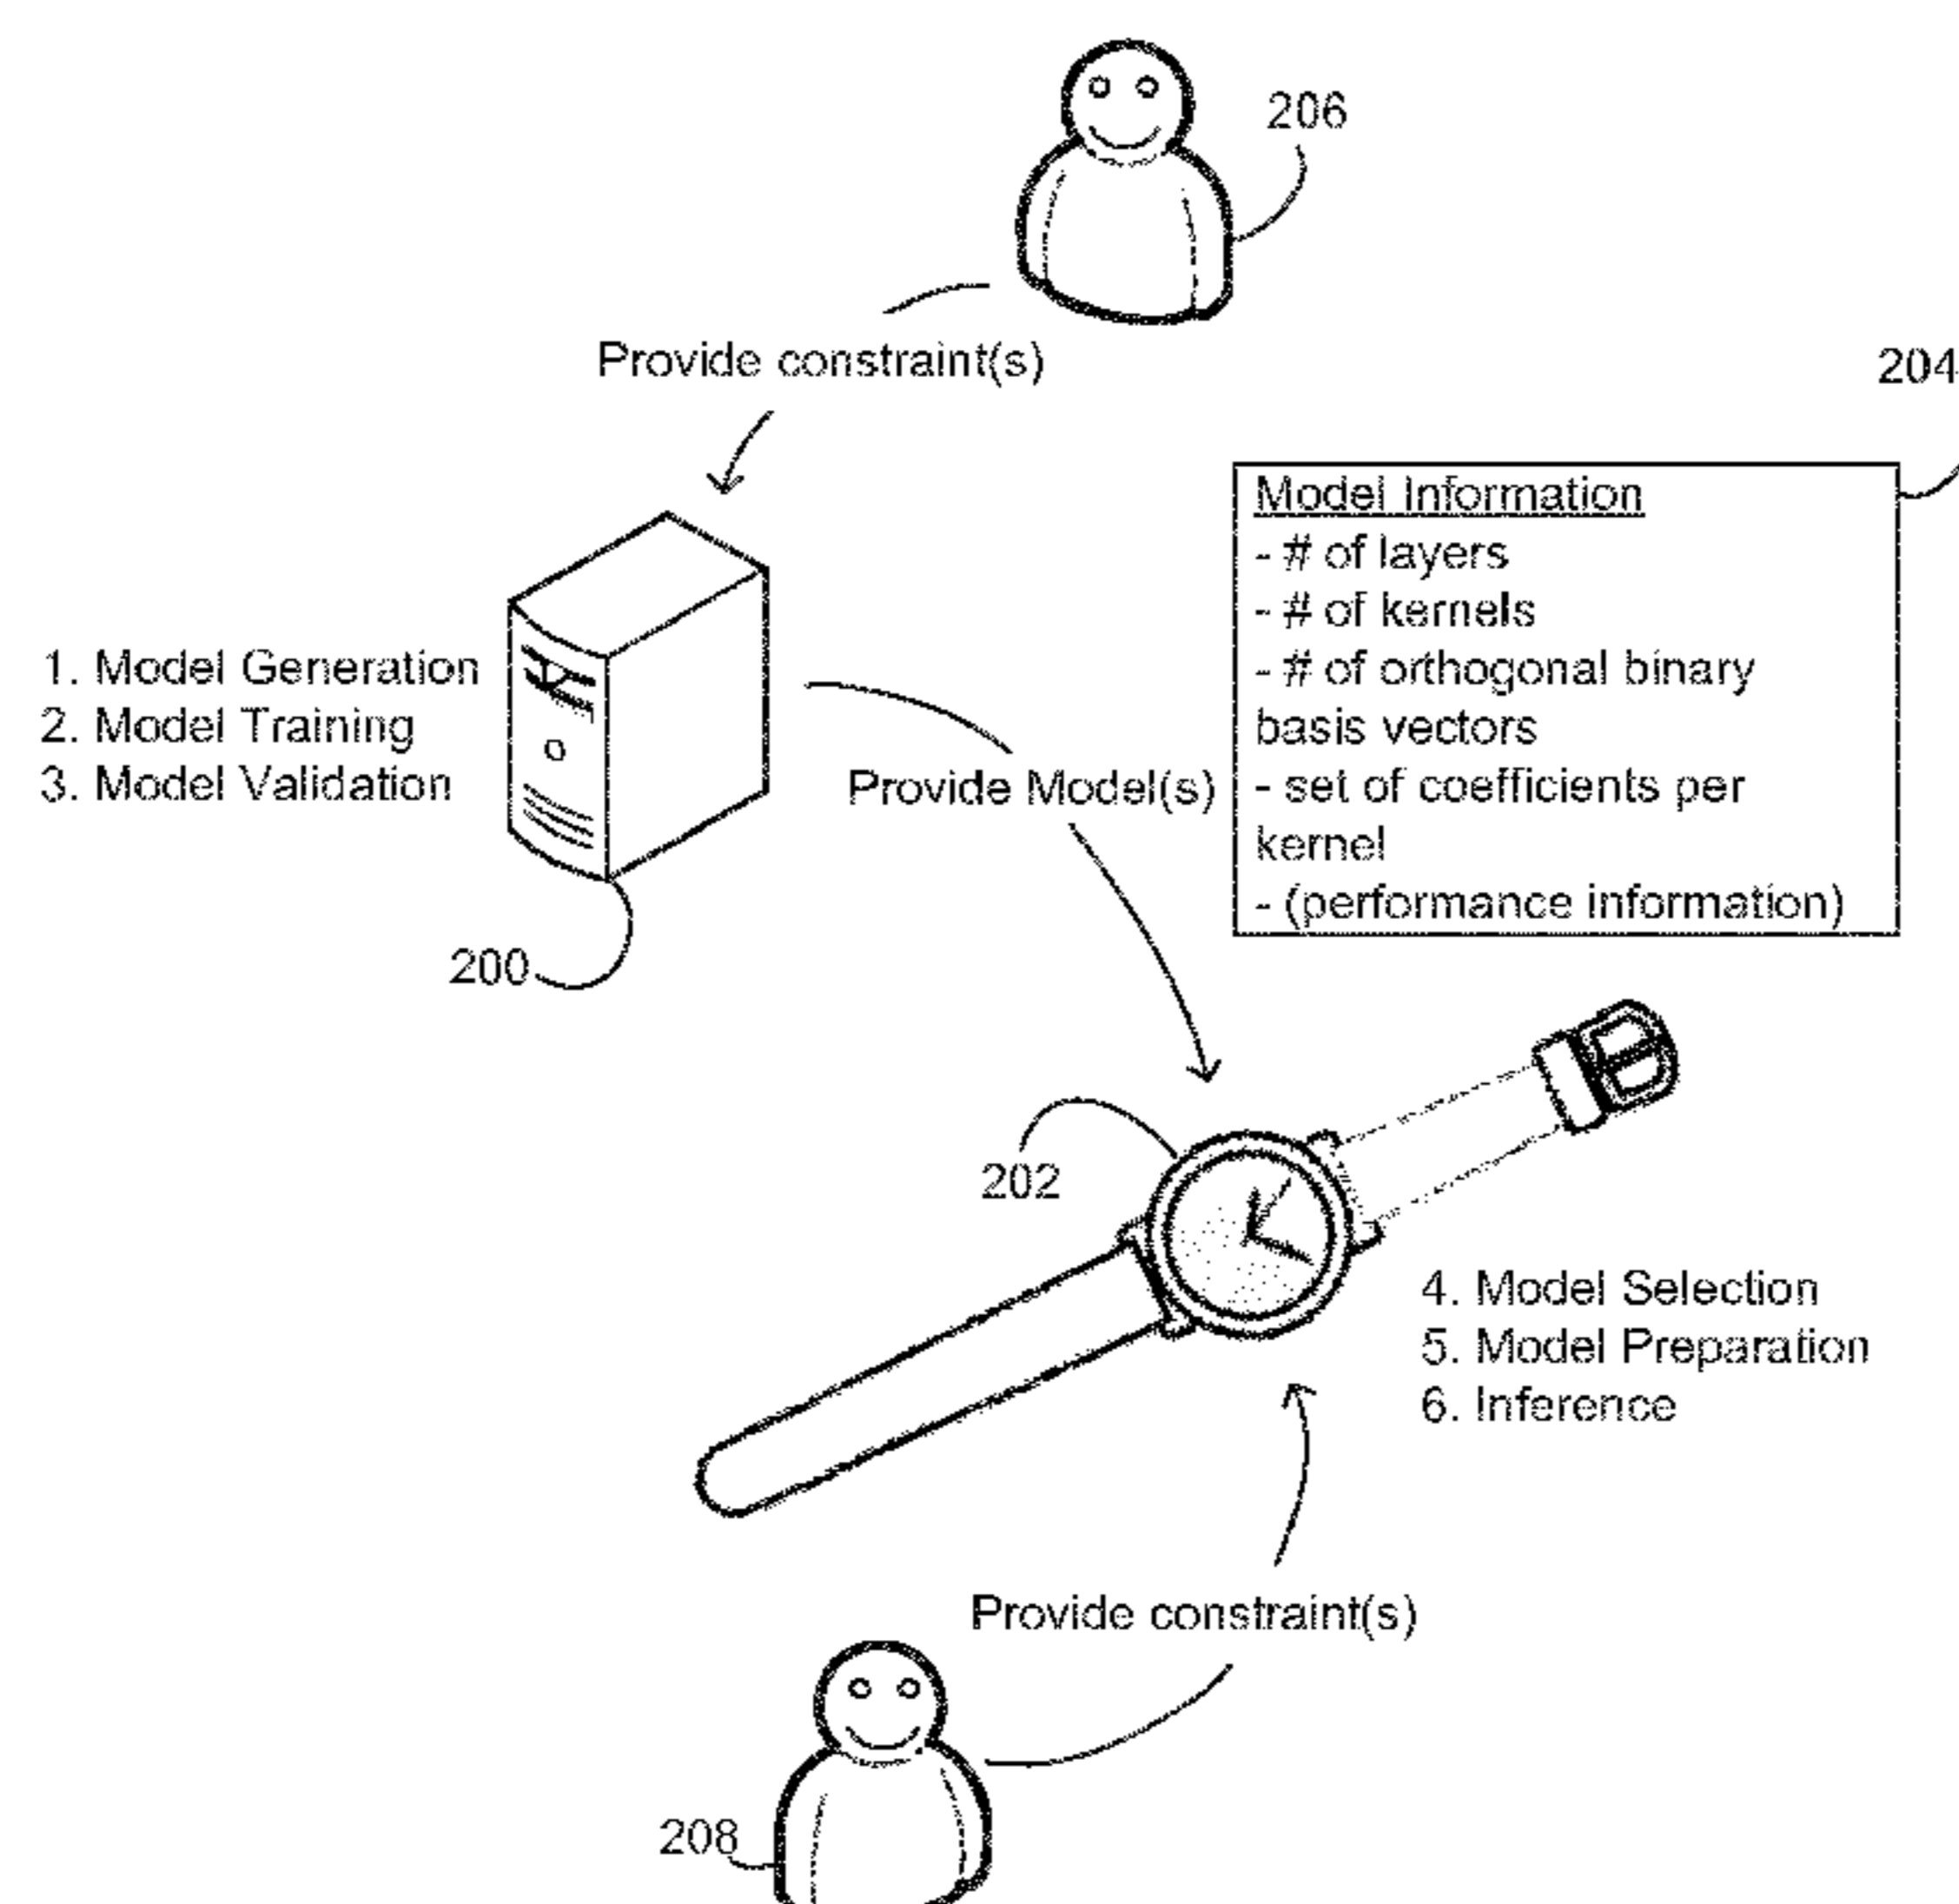 206
Provide constraint(s)
204
Model Information
- # of layers
- # of kernels
- # of orthogonal binary
basis vectors
- set of coefficients per
kernel
- (performance information)
1. Model Generation
2. Model Training
3. Model Validation
Provide Model(s)
200
202
4. Model Selection
5. Model Preparation
6. Inference
Provide constraint(s)
208